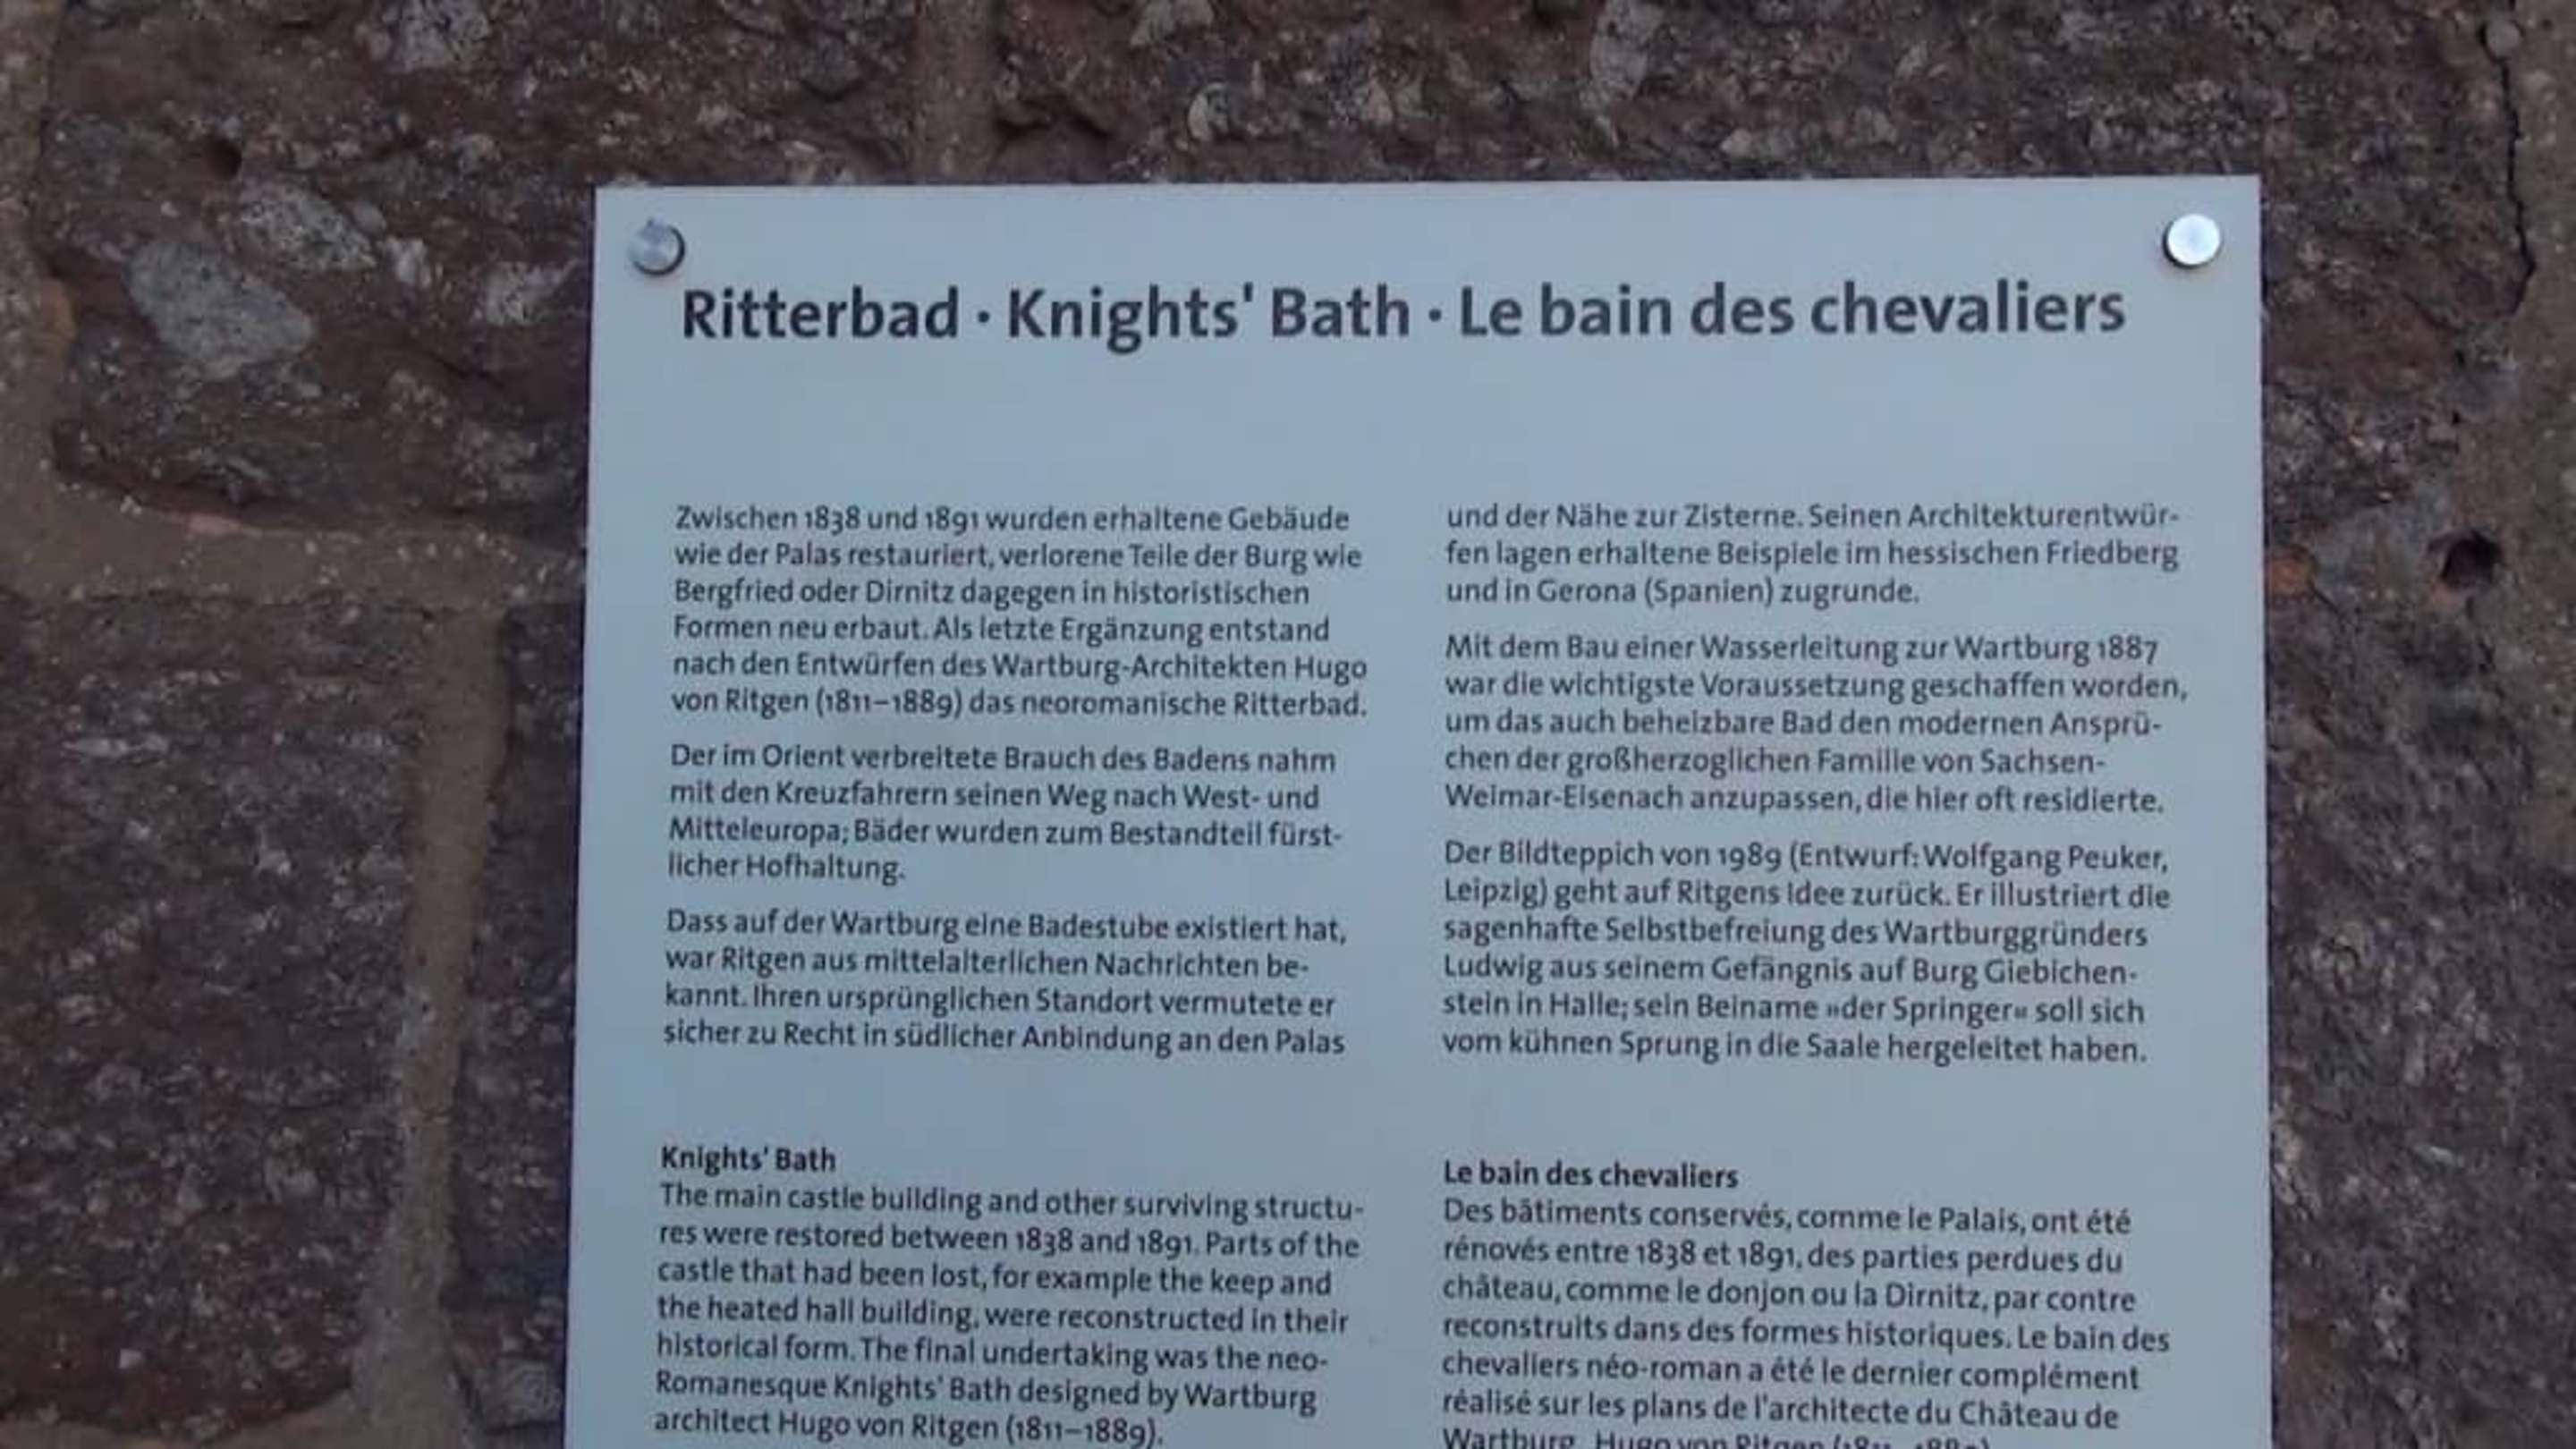 Ritterbad · Knights' Bath · Le bain des chevaliers
Zwischen 1838 und 1891 wurden erhaltene Gebäude
wie der Palas restauriert, verlorene Teile der Burg wie
Bergfried oder Dirnitz dagegen in historistischen
Formen neu erbaut. Als letzte Ergänzung entstand
nach den Entwürfen des Wartburg-Architekten Hugo
von Ritgen (1811–1889) das neoromanische Ritterbad.
Der im Orient verbreitete Brauch des Badens nahm
mit den Kreuzfahrern seinen Weg nach West- und
Mitteleuropa; Bäder wurden zum Bestandteil fürst-
licher Hofhaltung.
Dass auf der Wartburg eine Badestube existiert hat,
war Ritgen aus mittelalterlichen Nachrichten be-
kannt. Ihren ursprünglichen Standort vermutete er
sicher zu Recht in südlicher Anbindung an den Palas
und der Nähe zur Zisterne. Seinen Architekturentwür-
fen lagen erhaltene Beispiele im hessischen Friedberg
und in Gerona (Spanien) zugrunde.
Mit dem Bau einer Wasserleitung zur Wartburg 1887
war die wichtigste Voraussetzung geschaffen worden,
um das auch beheizbare Bad den modernen Ansprü-
chen der großherzoglichen Familie von Sachsen-
Weimar-Eisenach anzupassen, die hier oft residierte.
Der Bildteppich von 1989 (Entwurf: Wolfgang Peuker,
Leipzig) geht auf Ritgens Idee zurück. Er illustriert die
sagenhafte Selbstbefreiung des Wartburggründers
Ludwig aus seinem Gefängnis auf Burg Giebichen-
stein in Halle; sein Beiname »der Springer« soll sich
vom kühnen Sprung in die Saale hergeleitet haben.
Knights' Bath
The main castle building and other surviving structu-
res were restored between 1838 and 1891. Parts of the
castle that had been lost, for example the keep and
the heated hall building, were reconstructed in their
historical form. The final undertaking was the neo-
Romanesque Knights' Bath designed by Wartburg
architect Hugo von Ritgen (1811–1889).
Le bain des chevaliers
Des bâtiments conservés, comme le Palais, ont été
rénovés entre 1838 et 1891, des parties perdues du
château, comme le donjon ou la Dirnitz, par contre
reconstruits dans des formes historiques. Le bain des
chevaliers néo-roman a été le dernier complément
réalisé sur les plans de l'architecte du Château de
Wartburg, Hugo von Ritgen